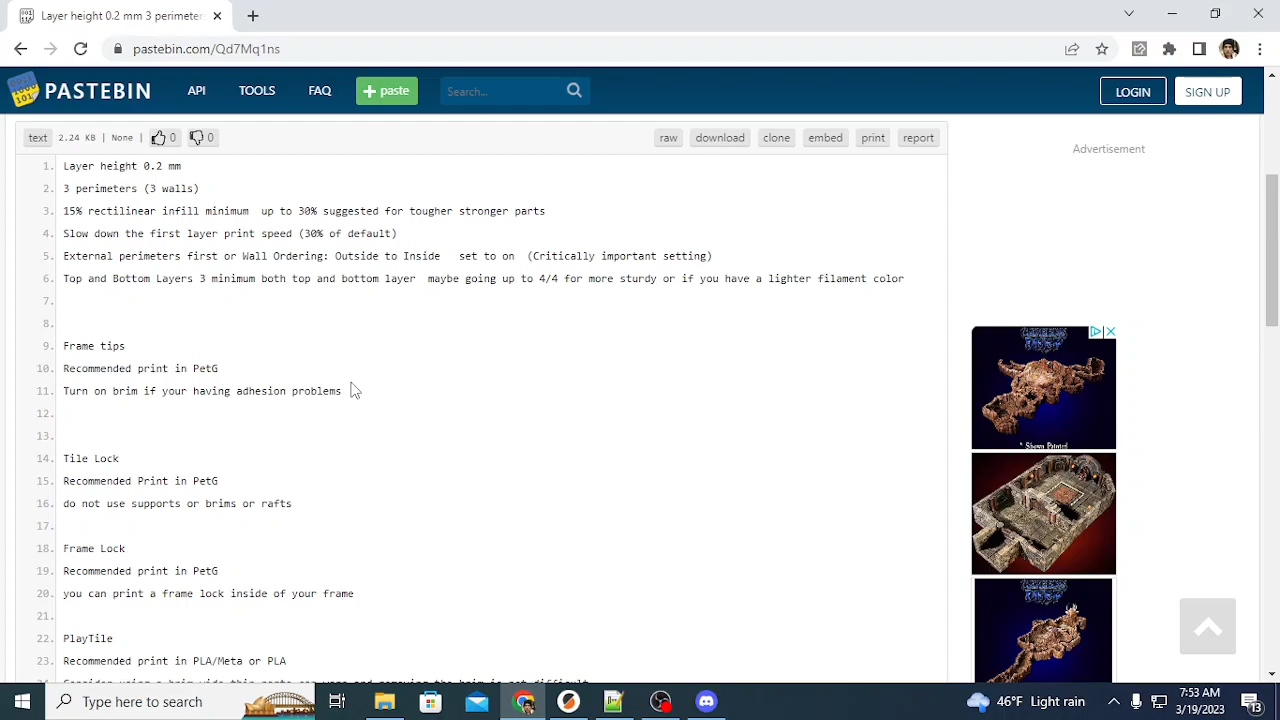 Layer height 0.2 mm 3 perimeter
pastebin.com/Qd7Mq1ns
PASTEBIN
API
TOOLS
FAQ
+ paste
Search...
LOGIN
SIGN UP
text 2.24 KB | None | 0 0
raw download clone embed print report
Advertisement
1. Layer height 0.2 mm
2. 3 perimeters (3 walls)
3. 15% rectilinear infill minimum  up to 30% suggested for tougher stronger parts
4. Slow down the first layer print speed (30% of default)
5. External perimeters first or Wall Ordering: Outside to Inside   set to on  (Critically important setting)
6. Top and Bottom Layers 3 minimum both top and bottom layer  maybe going up to 4/4 for more sturdy or if you have a lighter filament color
7.
8.
9. Frame tips
10. Recommended print in PetG
11. Turn on brim if your having adhesion problems
12.
13.
14. Tile Lock
15. Recommended Print in PetG
16. do not use supports or brims or rafts
17.
18. Frame Lock
19. Recommended print in PetG
20. you can print a frame lock inside of your frame
21.
22. PlayTile
23. Recommended print in PLA/Meta or PLA
* Shown Painted
Type here to search
46°F Light rain
7:53 AM
3/19/2023
13